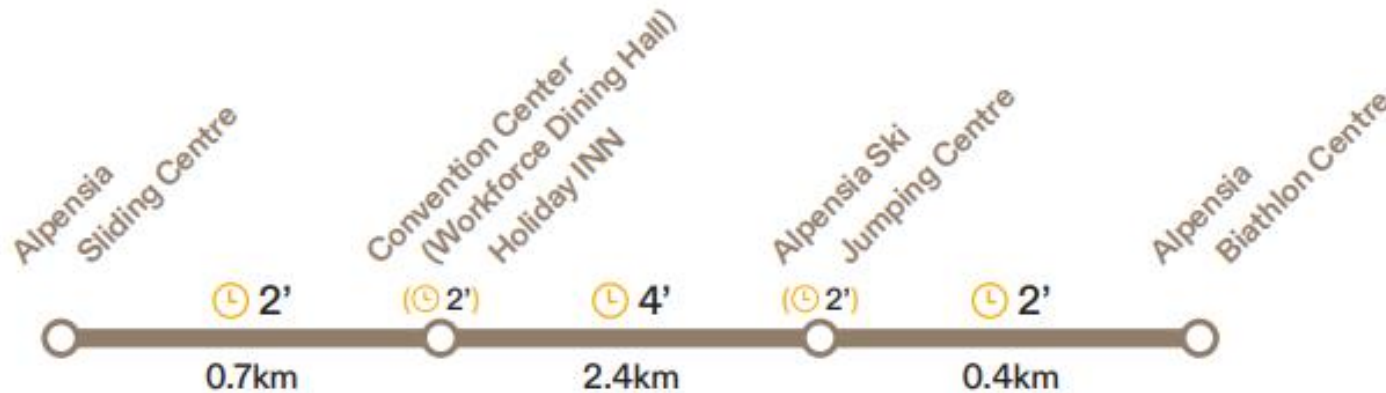 Alpensia
Sliding Centre
Convention Center
(Workforce Dining Hall)
Holiday INN
Alpensia Ski
Jumping Centre
Alpensia
Biathlon Centre
2’
(2’)
4’
(2’)
2’
0.7km
2.4km
0.4km